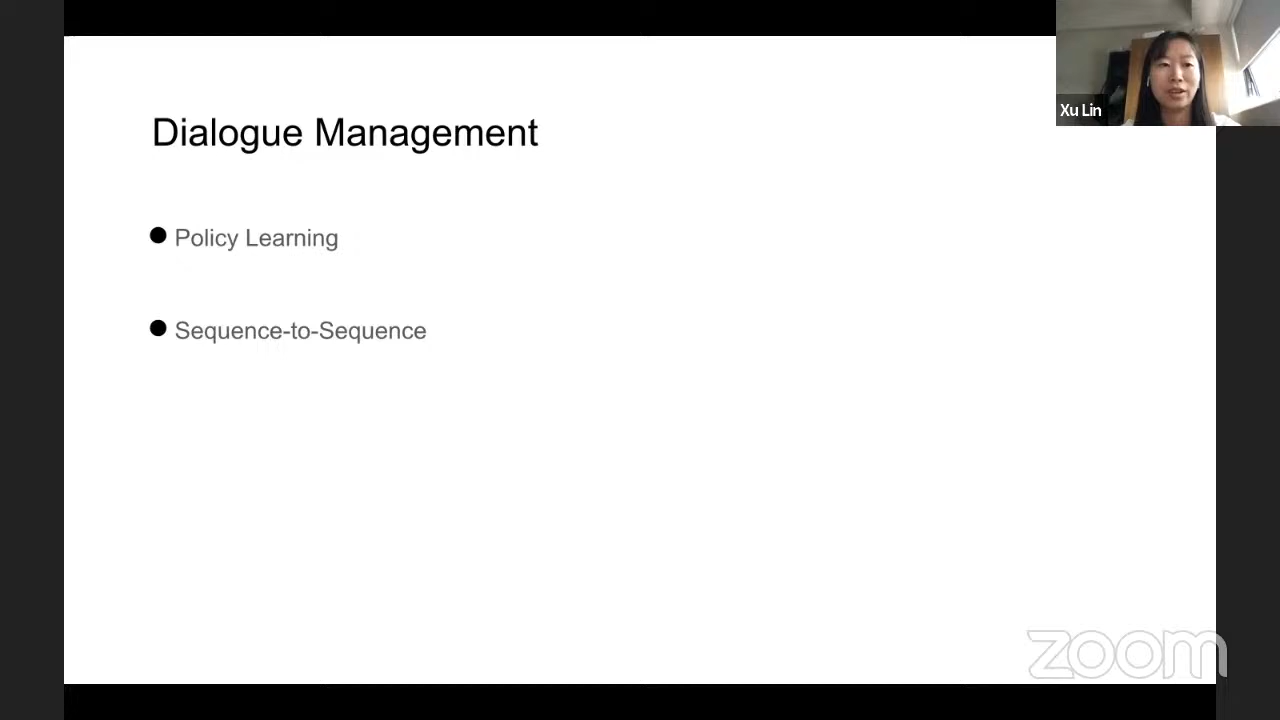 Dialogue Management
Policy Learning
Sequence-to-Sequence
Xu Lin
zoom